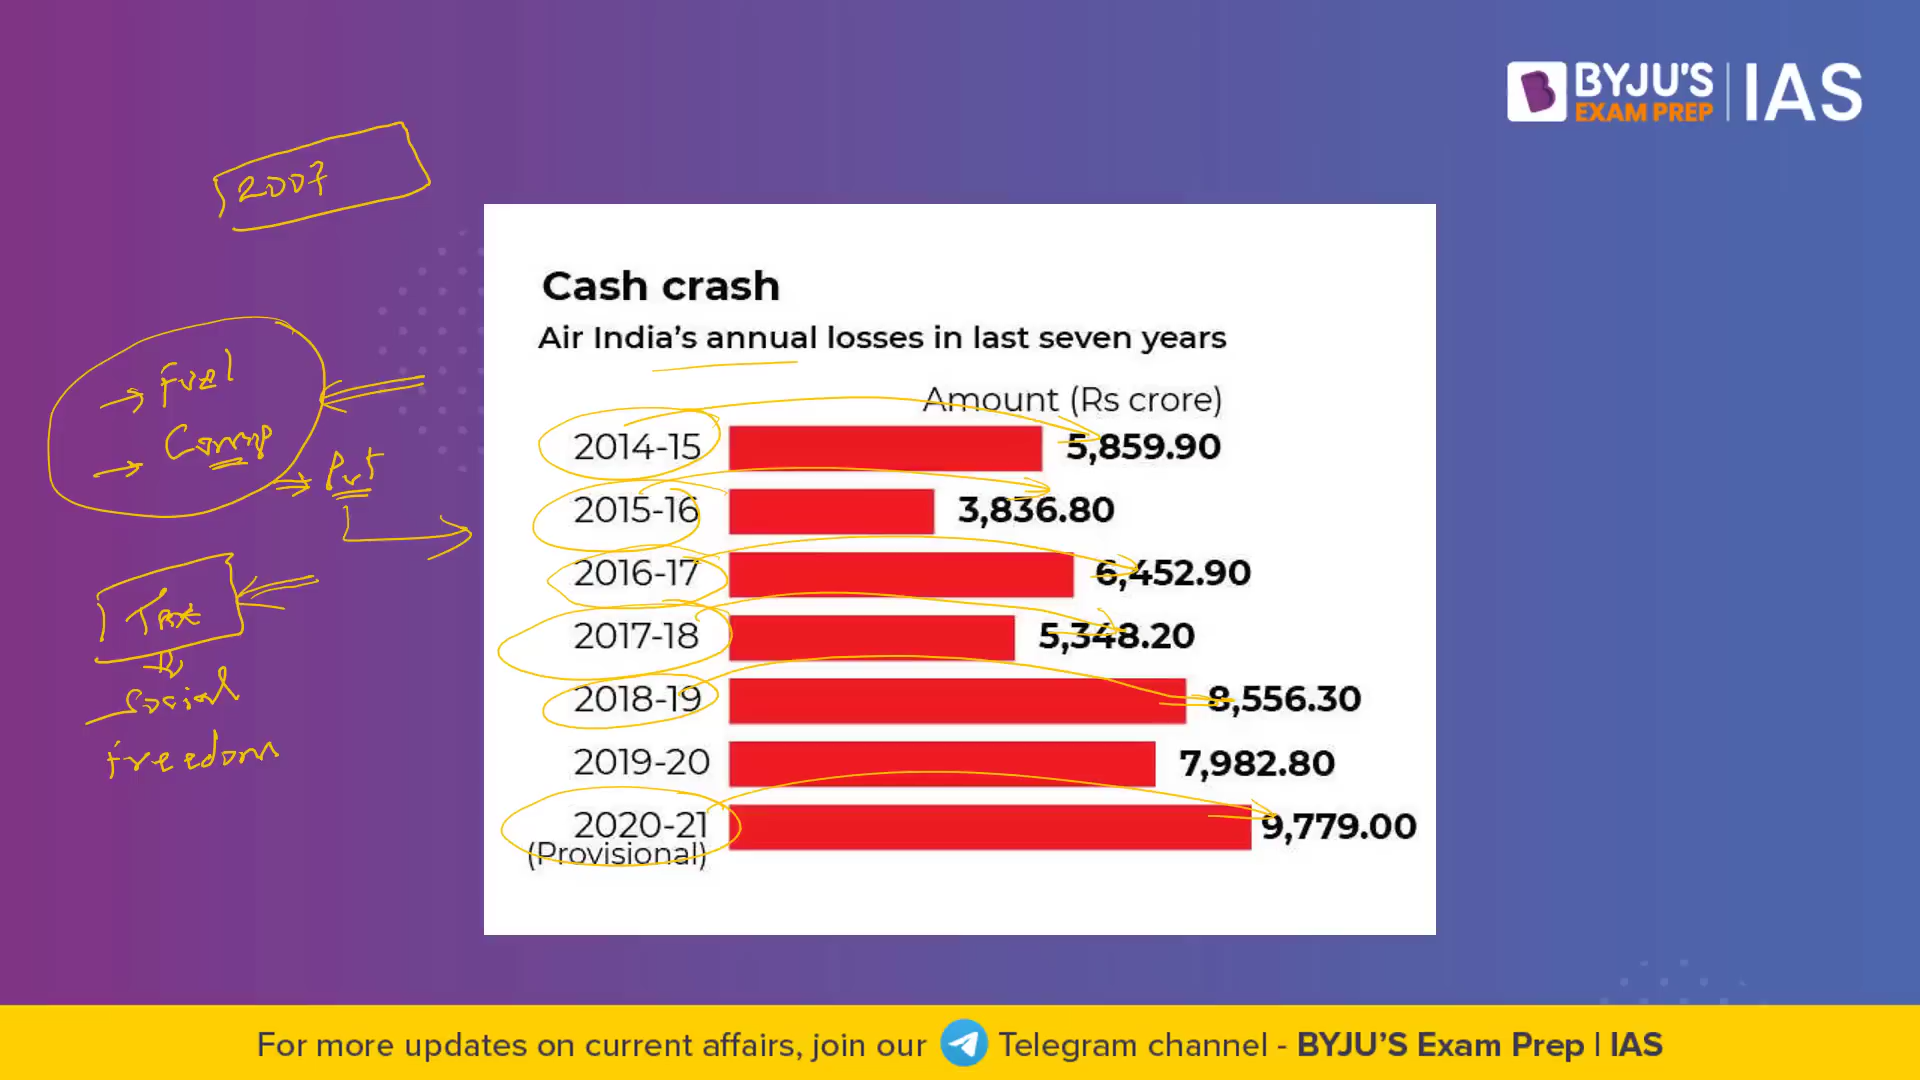 BYJU'S
EXAM PREP
IAS
2007
Cash crash
Air India's annual losses in last seven years
Amount (Rs crore)
2014-15 5,859.90
2015-16 3,836.80
2016-17 6,452.90
2017-18 5,348.20
2018-19 8,556.30
2019-20 7,982.80
2020-21 9,779.00
(Provisional)
→ Fuel
→ Comp
→ Pvt
Tax
Social
freedom
For more updates on current affairs, join our Telegram channel - BYJU'S Exam Prep | IAS